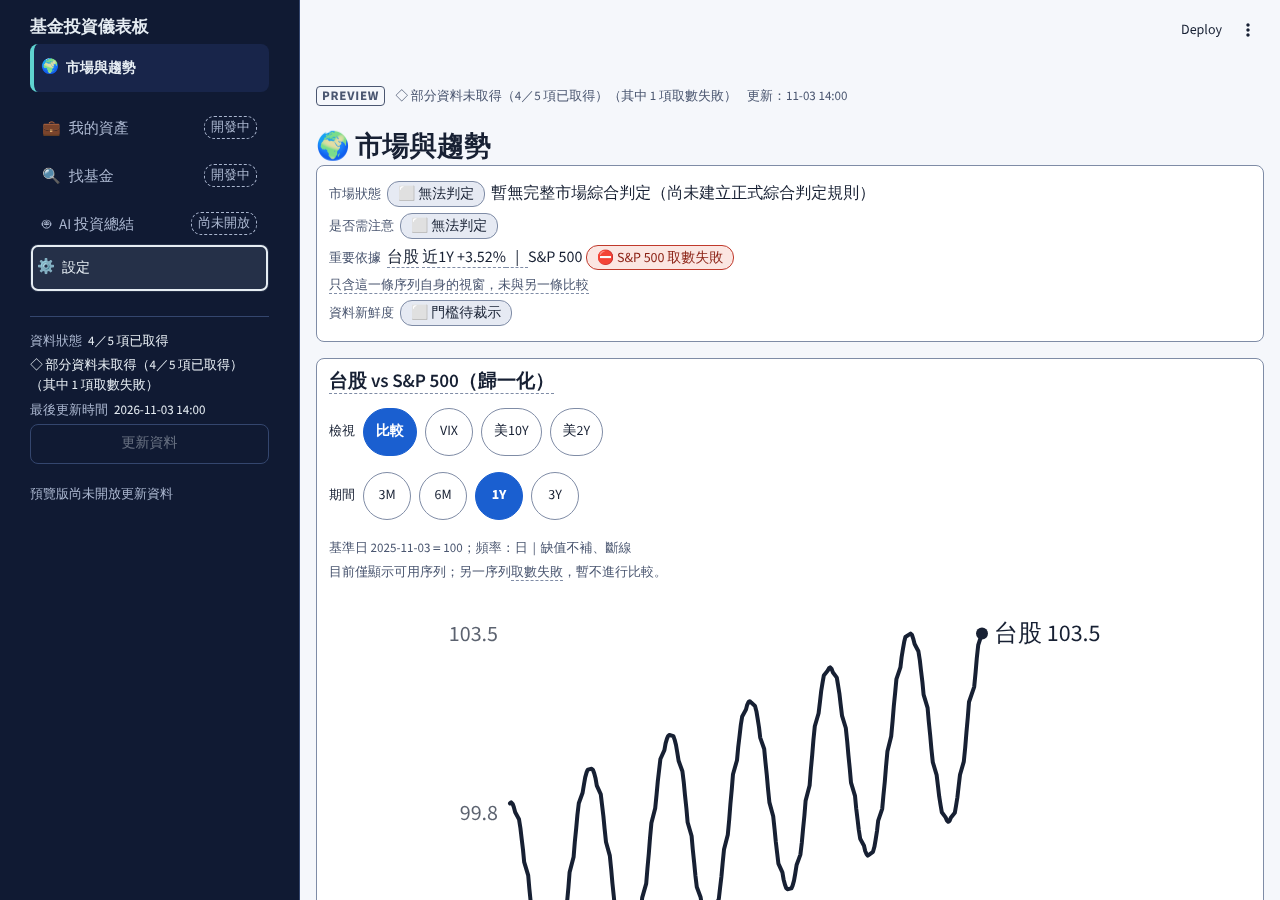 基金投資儀表板
🌍 市場與趨勢
💼 我的資產 開發中
🔍 找基金 開發中
AI 投資總結 尚未開放
⚙️ 設定
資料狀態 4／5 項已取得
◇ 部分資料未取得（4／5 項已取得）
（其中 1 項取數失敗）
最後更新時間 2026-11-03 14:00
更新資料
預覽版尚未開放更新資料
Deploy
PREVIEW ◇ 部分資料未取得（4／5 項已取得）（其中 1 項取數失敗） 更新：11-03 14:00
🌍 市場與趨勢
市場狀態 ⬜ 無法判定 暫無完整市場綜合判定（尚未建立正式綜合判定規則）
是否需注意 ⬜ 無法判定
重要依據 台股 近1Y +3.52% ｜ S&P 500 ⛔ S&P 500 取數失敗
只含這一條序列自身的視窗，未與另一條比較
資料新鮮度 ⬜ 門檻待裁示
台股 vs S&P 500（歸一化）
檢視 比較 VIX 美10Y 美2Y
期間 3M 6M 1Y 3Y
基準日 2025-11-03＝100；頻率：日｜缺值不補、斷線
目前僅顯示可用序列；另一序列取數失敗，暫不進行比較。
103.5
台股 103.5
99.8